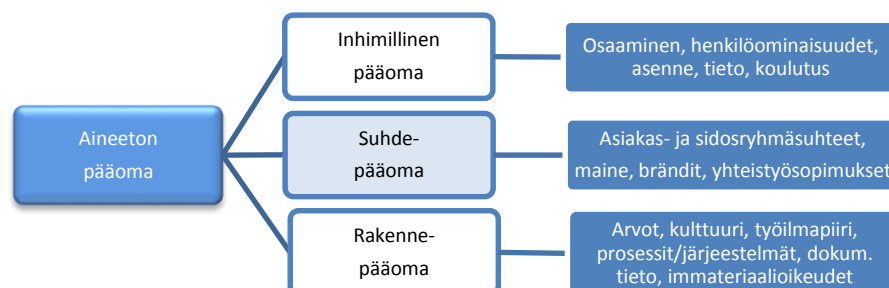 Inhimillinen
pääoma
Osaaminen, henkilöominaisuudet,
asenne, tieto, koulutus
Aineeton
pääoma
Suhde-
pääoma
Asiakas- ja sidosryhmäsuhteet,
maine, brändit, yhteistyösopimukset
Rakenne-
pääoma
Arvot, kulttuuri, työilmapiiri,
prosessit/järjeestelmät, dokum.
tieto, immateriaalioikeudet